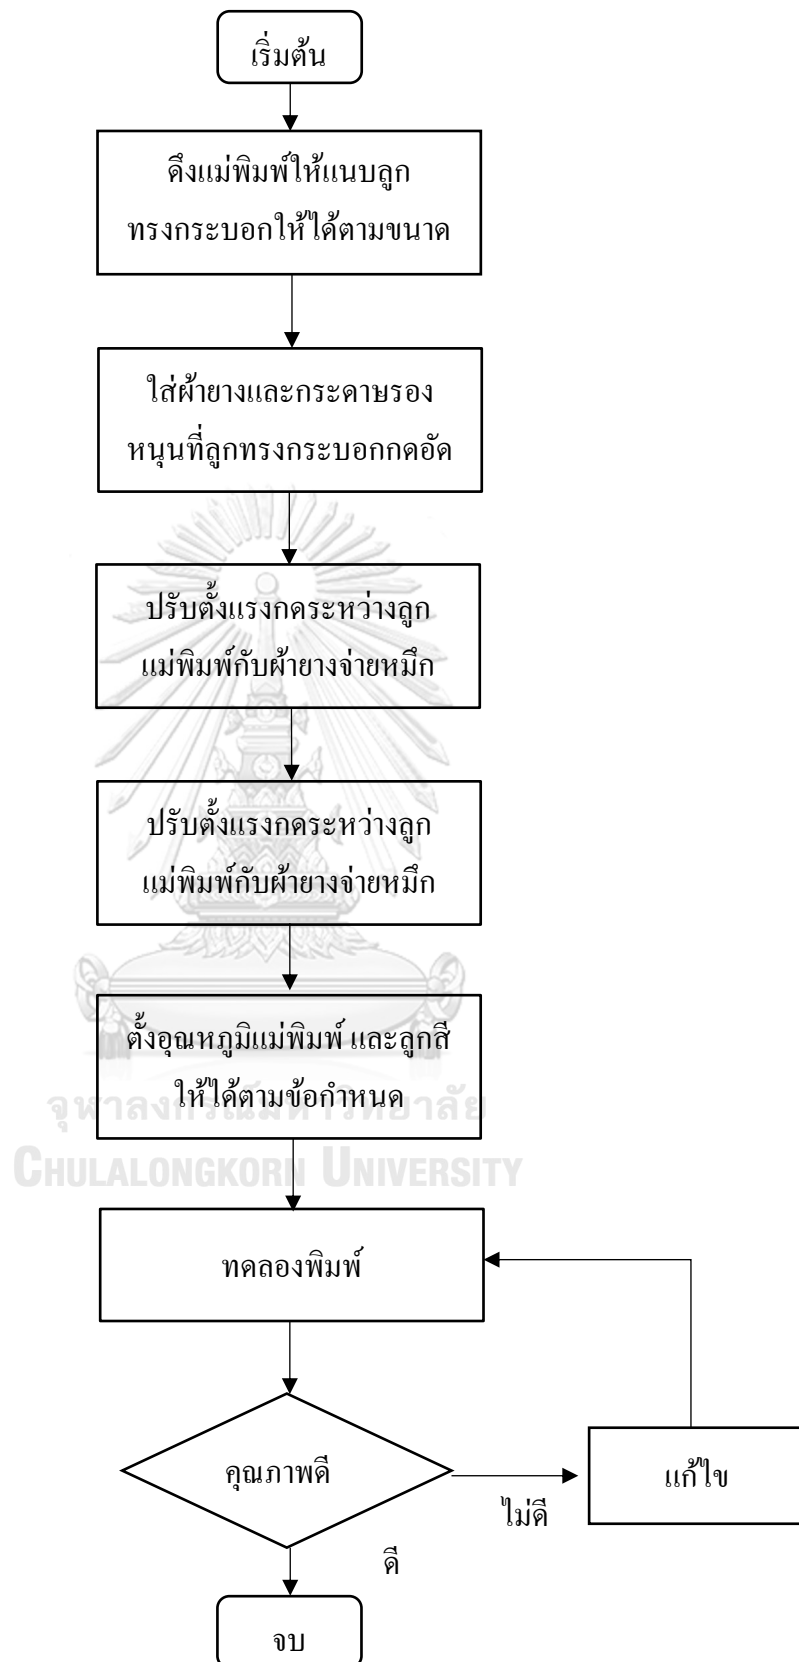 เริ่มต้น
ดึงแม่พิมพ์ให้แนบลูก
ทรงกระบอกให้ได้ตามขนาด
ใส่ผ้ายางและกระดาษรอง
หนุนที่ลูกทรงกระบอกกดอัด
ปรับตั้งแรงกดระหว่างลูก
แม่พิมพ์กับผ้ายางจ่ายหมึก
ปรับตั้งแรงกดระหว่างลูก
แม่พิมพ์กับผ้ายางจ่ายหมึก
ตั้งอุณหภูมิแม่พิมพ์ และลูกสี
ให้ได้ตามข้อกำหนด
จุฬาลงกรณ์มหาวิทยาลัย
CHULALONGKORN UNIVERSITY
ทดลองพิมพ์
คุณภาพดี
แก้ไข
ไม่ดี
ดี
จบ